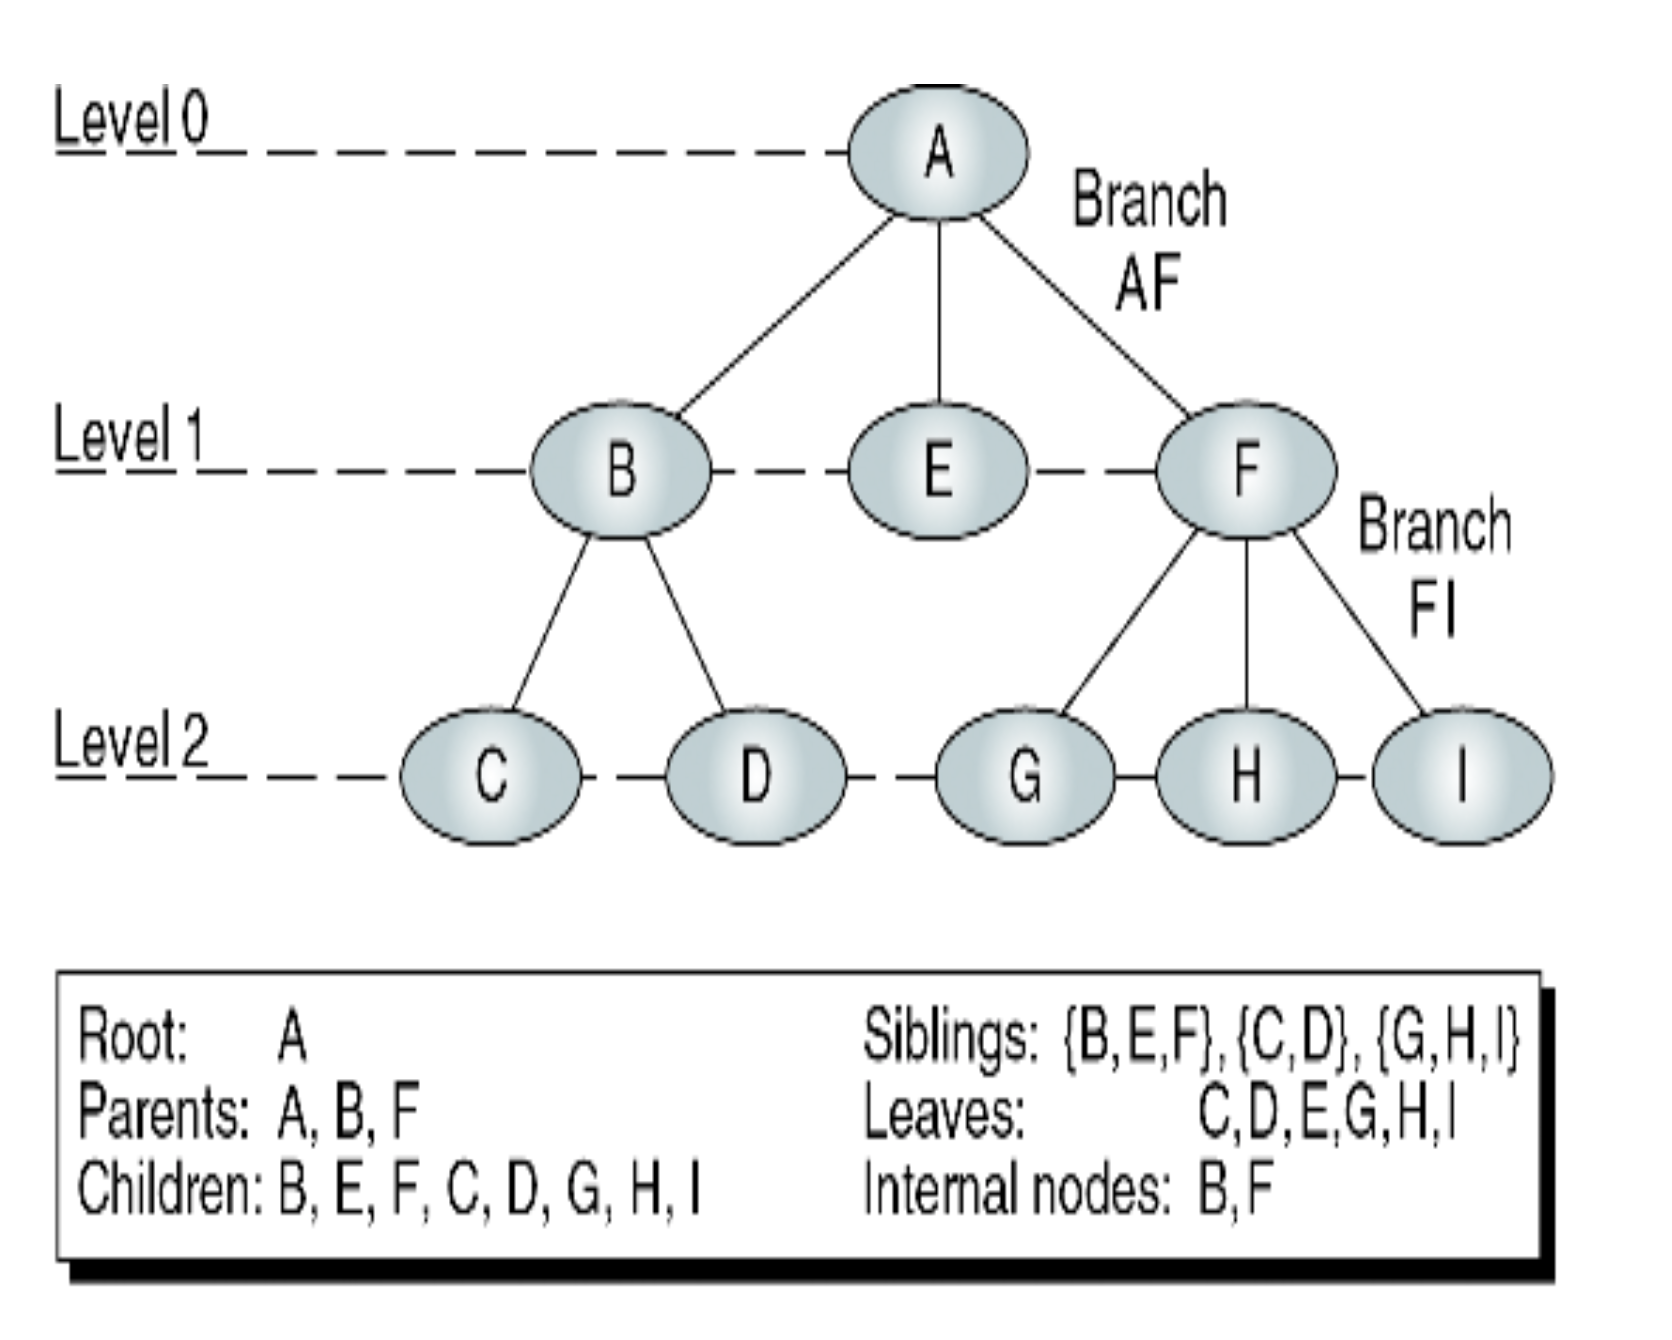 Level 0
A
Branch
AF
Level 1
B E F
Branch
FI
Level 2
C D G H I
Root: A
Parents: A, B, F
Children: B, E, F, C, D, G, H, I
Siblings: {B,E,F}, {C,D}, {G,H,I}
Leaves: C,D,E,G,H,I
Internal nodes: B,F